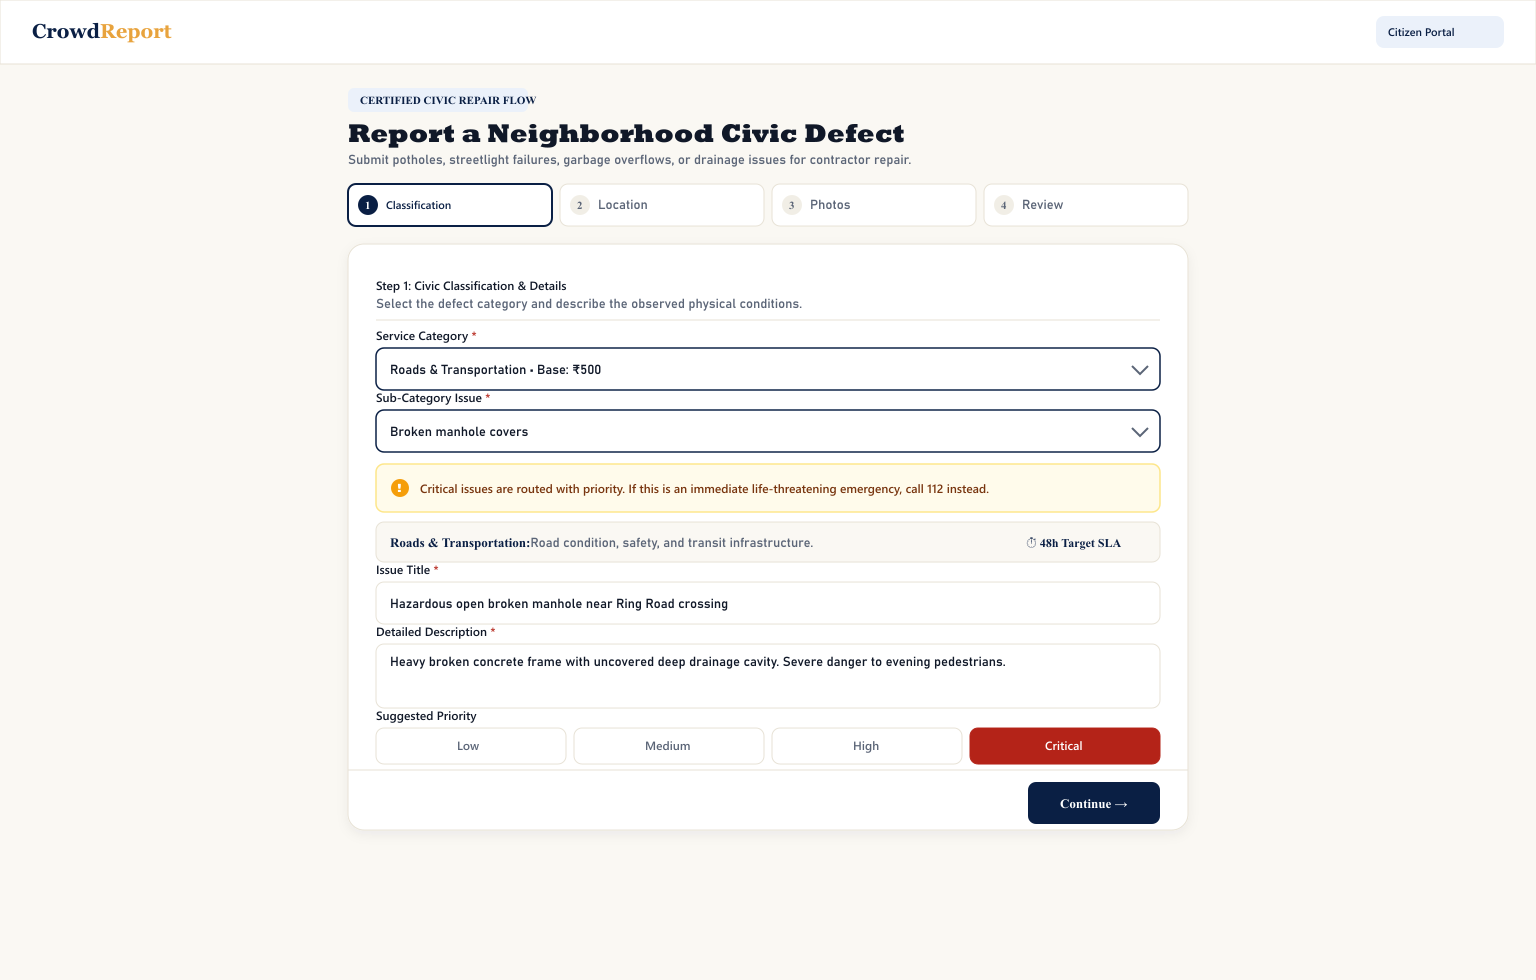 CrowdReport
Citizen Portal
CERTIFIED CIVIC REPAIR FLOW
Report a Neighborhood Civic Defect
Submit potholes, streetlight failures, garbage overflows, or drainage issues for contractor repair.
1 Classification
2 Location
3 Photos
4 Review
Step 1: Civic Classification & Details
Select the defect category and describe the observed physical conditions.
Service Category *
Roads & Transportation • Base: ₹500
Sub-Category Issue *
Broken manhole covers
Critical issues are routed with priority. If this is an immediate life-threatening emergency, call 112 instead.
Roads & Transportation:Road condition, safety, and transit infrastructure.
⏱ 48h Target SLA
Issue Title *
Hazardous open broken manhole near Ring Road crossing
Detailed Description *
Heavy broken concrete frame with uncovered deep drainage cavity. Severe danger to evening pedestrians.
Suggested Priority
Low
Medium
High
Critical
Continue →